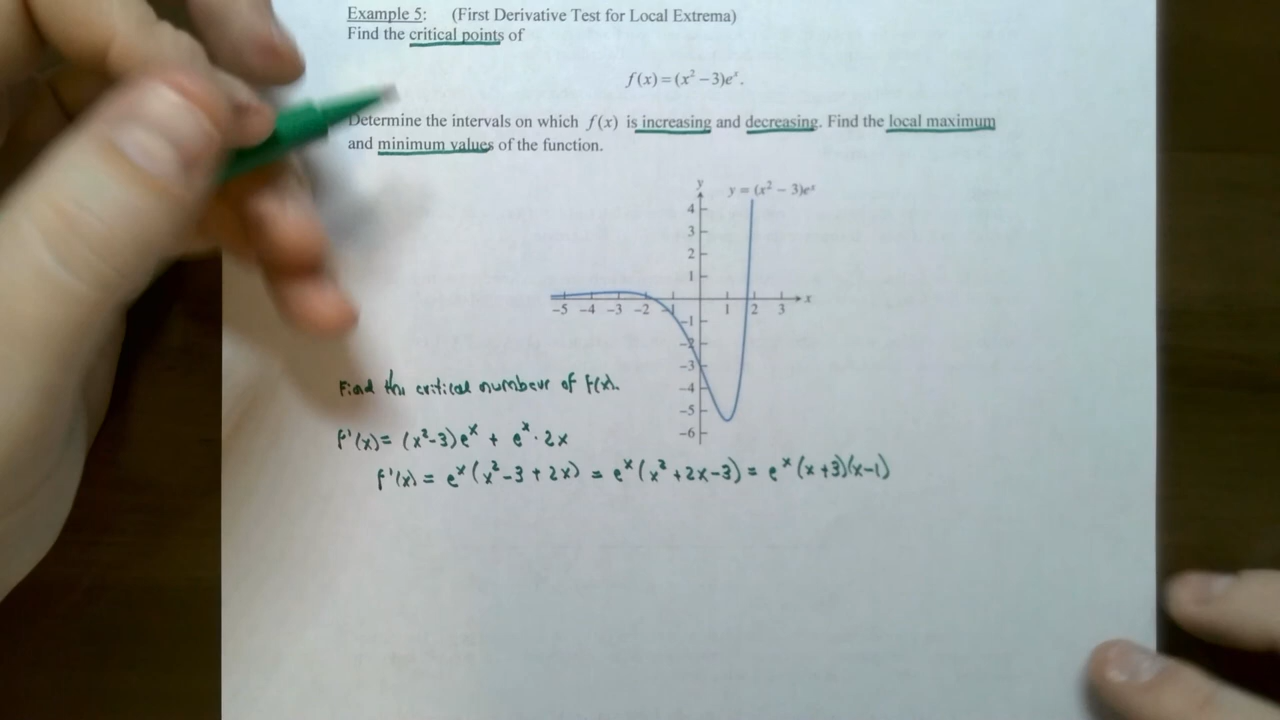 Example 5: (First Derivative Test for Local Extrema)
Find the critical points of
f(x) = (x² – 3)eˣ.
Determine the intervals on which f(x) is increasing and decreasing. Find the local maximum
and minimum values of the function.
y
y = (x² – 3)eˣ
4
3
2
1
–5 –4 –3 –2 –1 1 2 3 x
–1
–2
–3
–4
–5
–6
Find the critical numbers of f(x).
f'(x) = (x²-3)eˣ + eˣ · 2x
f'(x) = eˣ(x²-3 + 2x) = eˣ(x²+2x-3) = eˣ(x+3)(x-1)